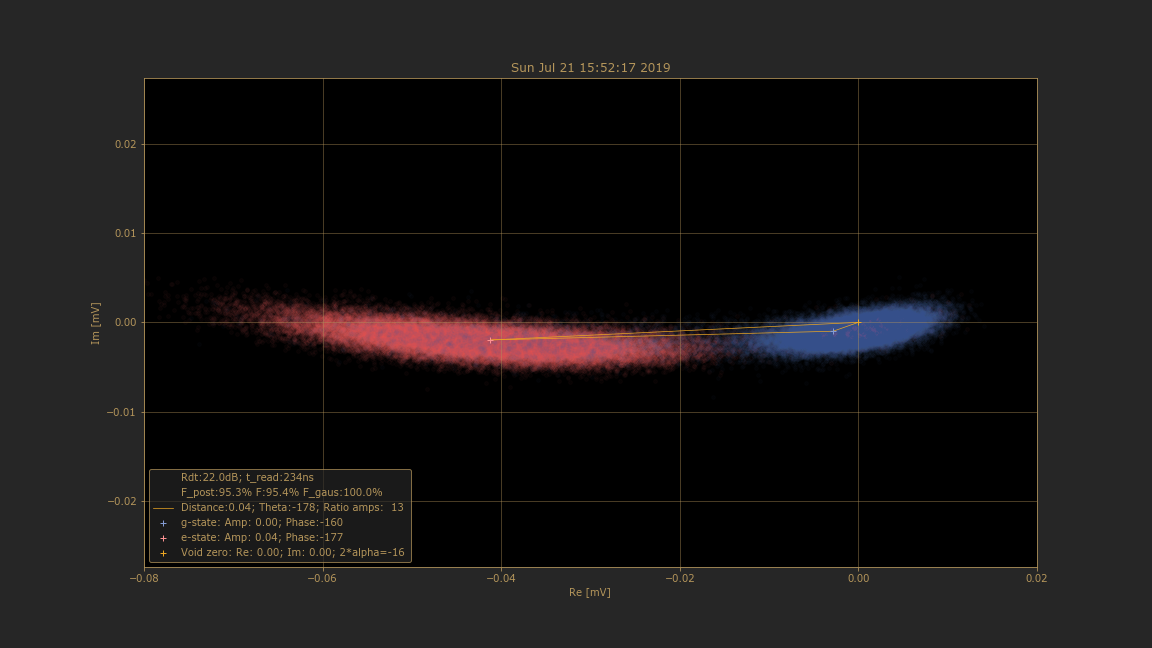 Sun Jul 21 15:52:17 2019
0.02
0.01
0.00
−0.01
−0.02
Im [mV]
Rdt:22.0dB; t_read:234ns
F_post:95.3% F:95.4% F_gaus:100.0%
Distance:0.04; Theta:-178; Ratio amps:  13
g-state: Amp: 0.00; Phase:-160
e-state: Amp: 0.04; Phase:-177
Void zero: Re: 0.00; Im: 0.00; 2*alpha=-16
−0.08 −0.06 −0.04 −0.02 0.00 0.02
Re [mV]